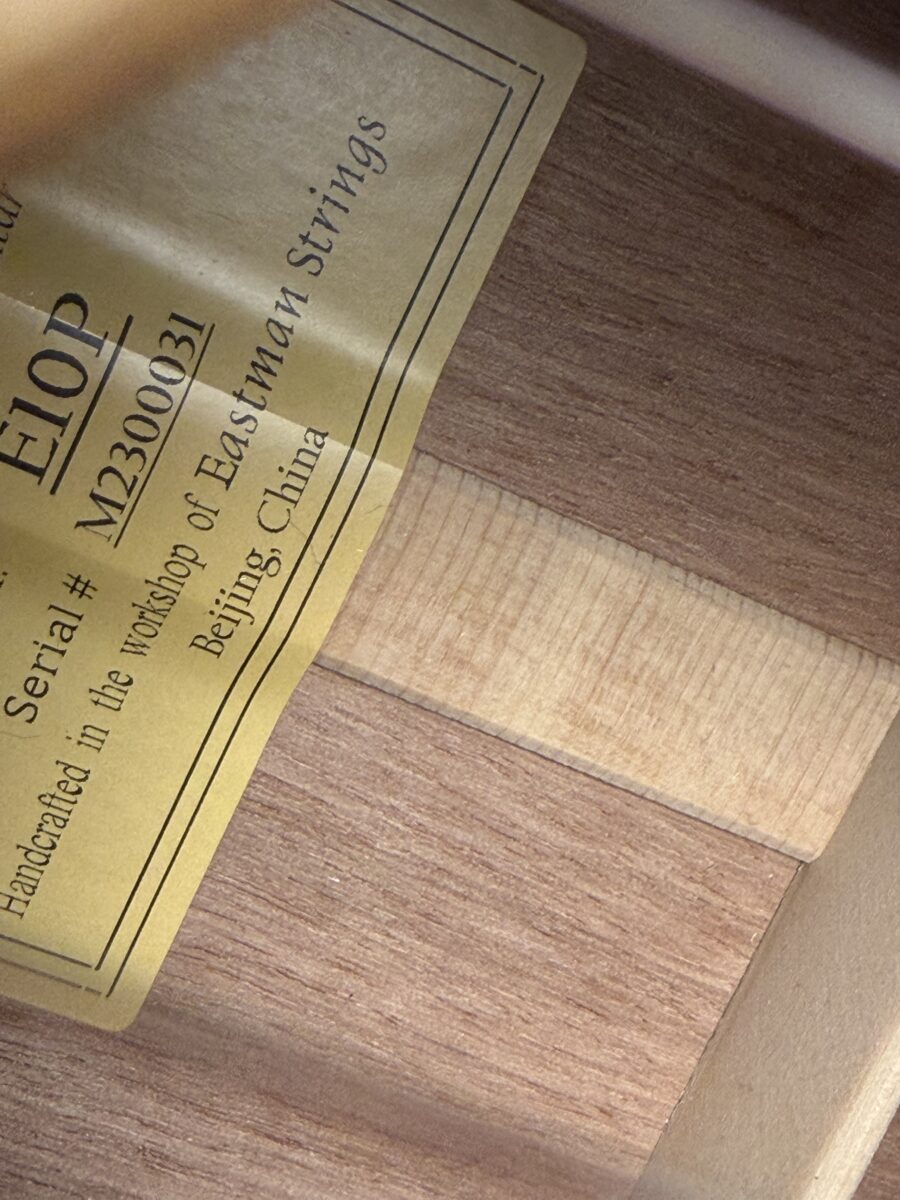 E10P
Serial # M2300031
Handcrafted in the workshop of Eastman Strings
Beijing, China